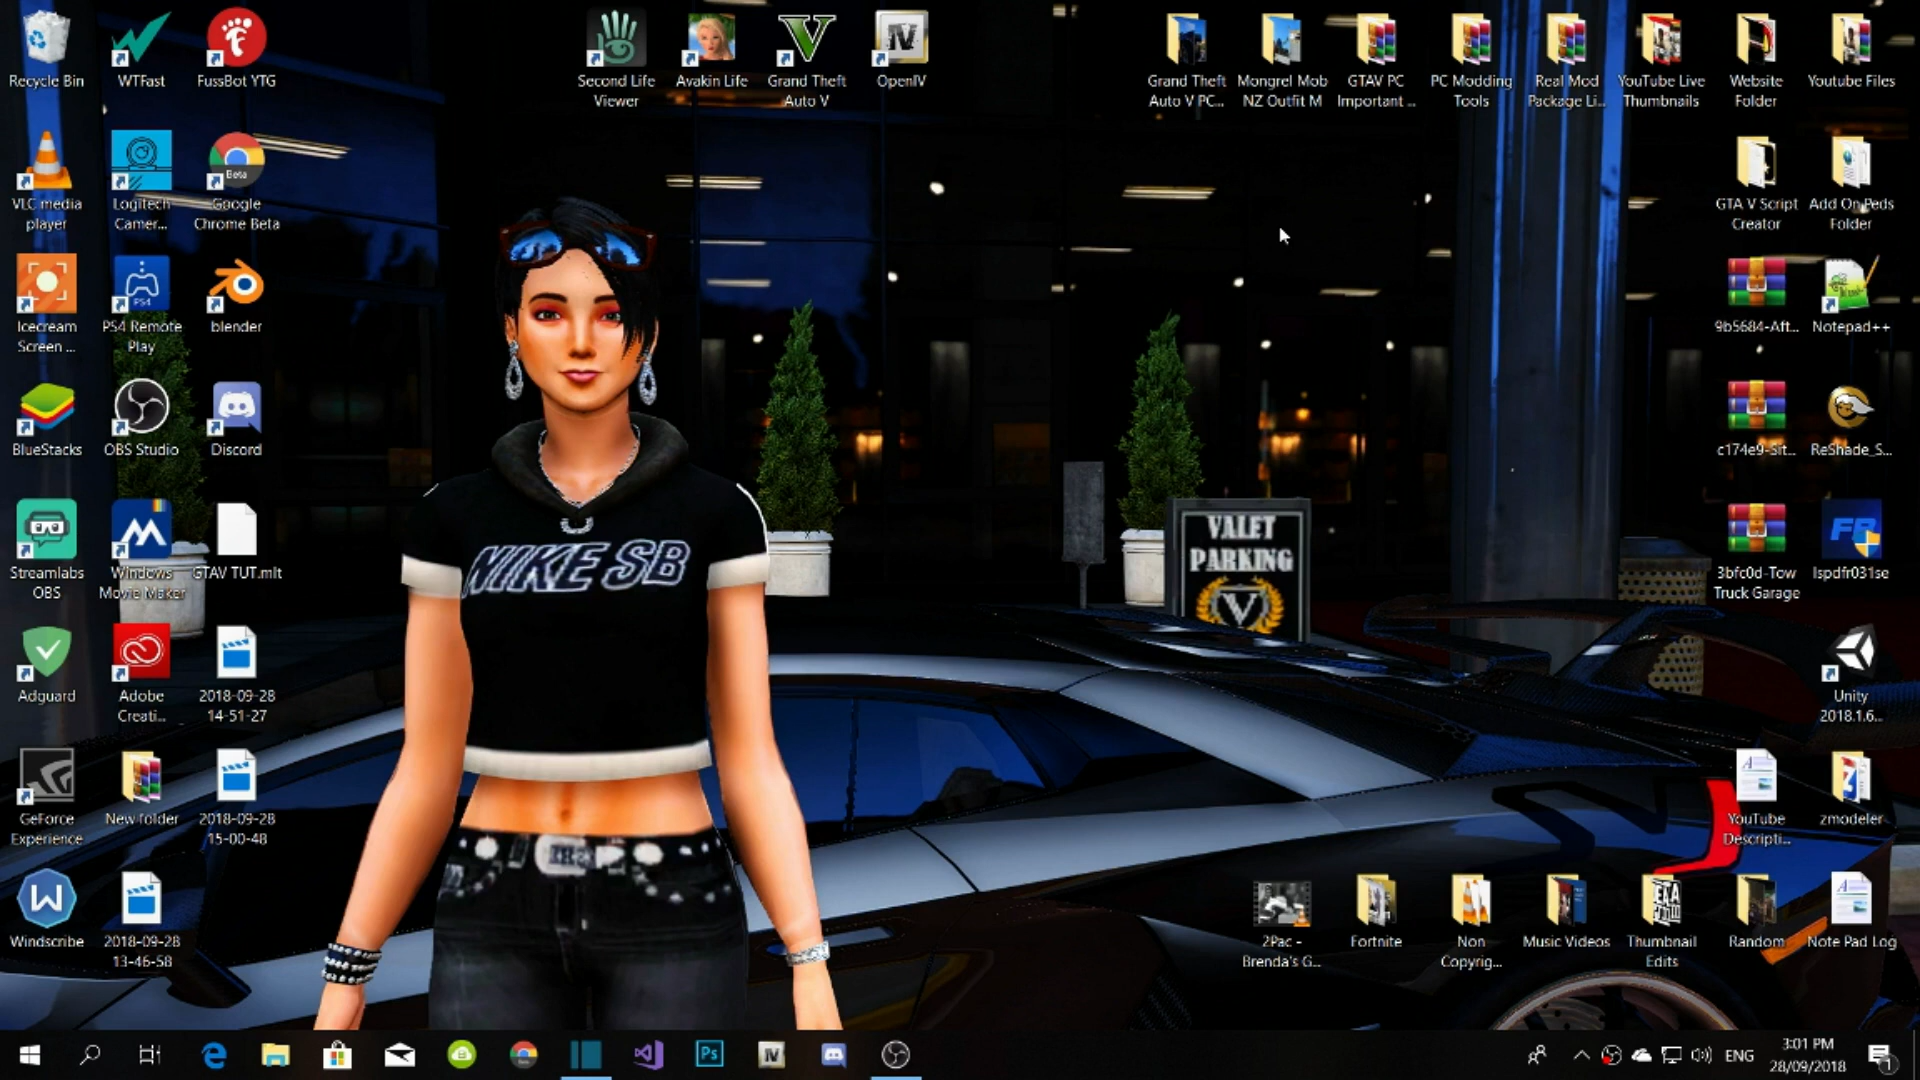 Recycle Bin
WTFast
FussBot YTG
Second Life
Viewer
Avakin Life
Grand Theft
Auto V
OpenIV
Grand Theft
Auto V PC...
Mongrel Mob
NZ Outfit M
GTAV PC
Important ...
PC Modding
Tools
Real Mod
Package Li...
YouTube Live
Thumbnails
Website
Folder
Youtube Files
VLC media
player
Logitech
Camer...
Beta
Google
Chrome Beta
GTA V Script
Creator
Add On Peds
Folder
Icecream
Screen ...
PS4
PS4 Remote
Play
blender
9b5684-Aft...
Notepad++
BlueStacks
OBS Studio
Discord
c174e9-Sit...
ReShade_S...
Streamlabs
OBS
Windows
Movie Maker
GTAV TUT.mlt
NIKE SB
VALET
PARKING
V
3bfc0d-Tow
Truck Garage
FR
lspdfr031se
Adguard
Adobe
Creati...
2018-09-28
14-51-27
Unity
2018.1.6...
GeForce
Experience
New folder
2018-09-28
15-00-48
YouTube
Descripti...
zmodeler
Windscribe
2018-09-28
13-46-58
2Pac -
Brenda's G...
Fortnite
Non
Copyrig...
Music Videos
Thumbnail
Edits
Random
Note Pad Log
Ps
IV
ENG
3:01 PM
28/09/2018
1